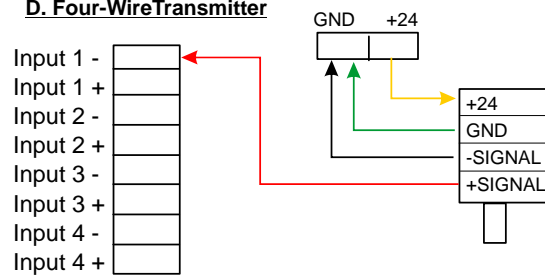 D. Four-WireTransmitter
GND +24
Input 1 -
Input 1 +
Input 2 -
Input 2 +
Input 3 -
Input 3 +
Input 4 -
Input 4 +
+24
GND
-SIGNAL
+SIGNAL